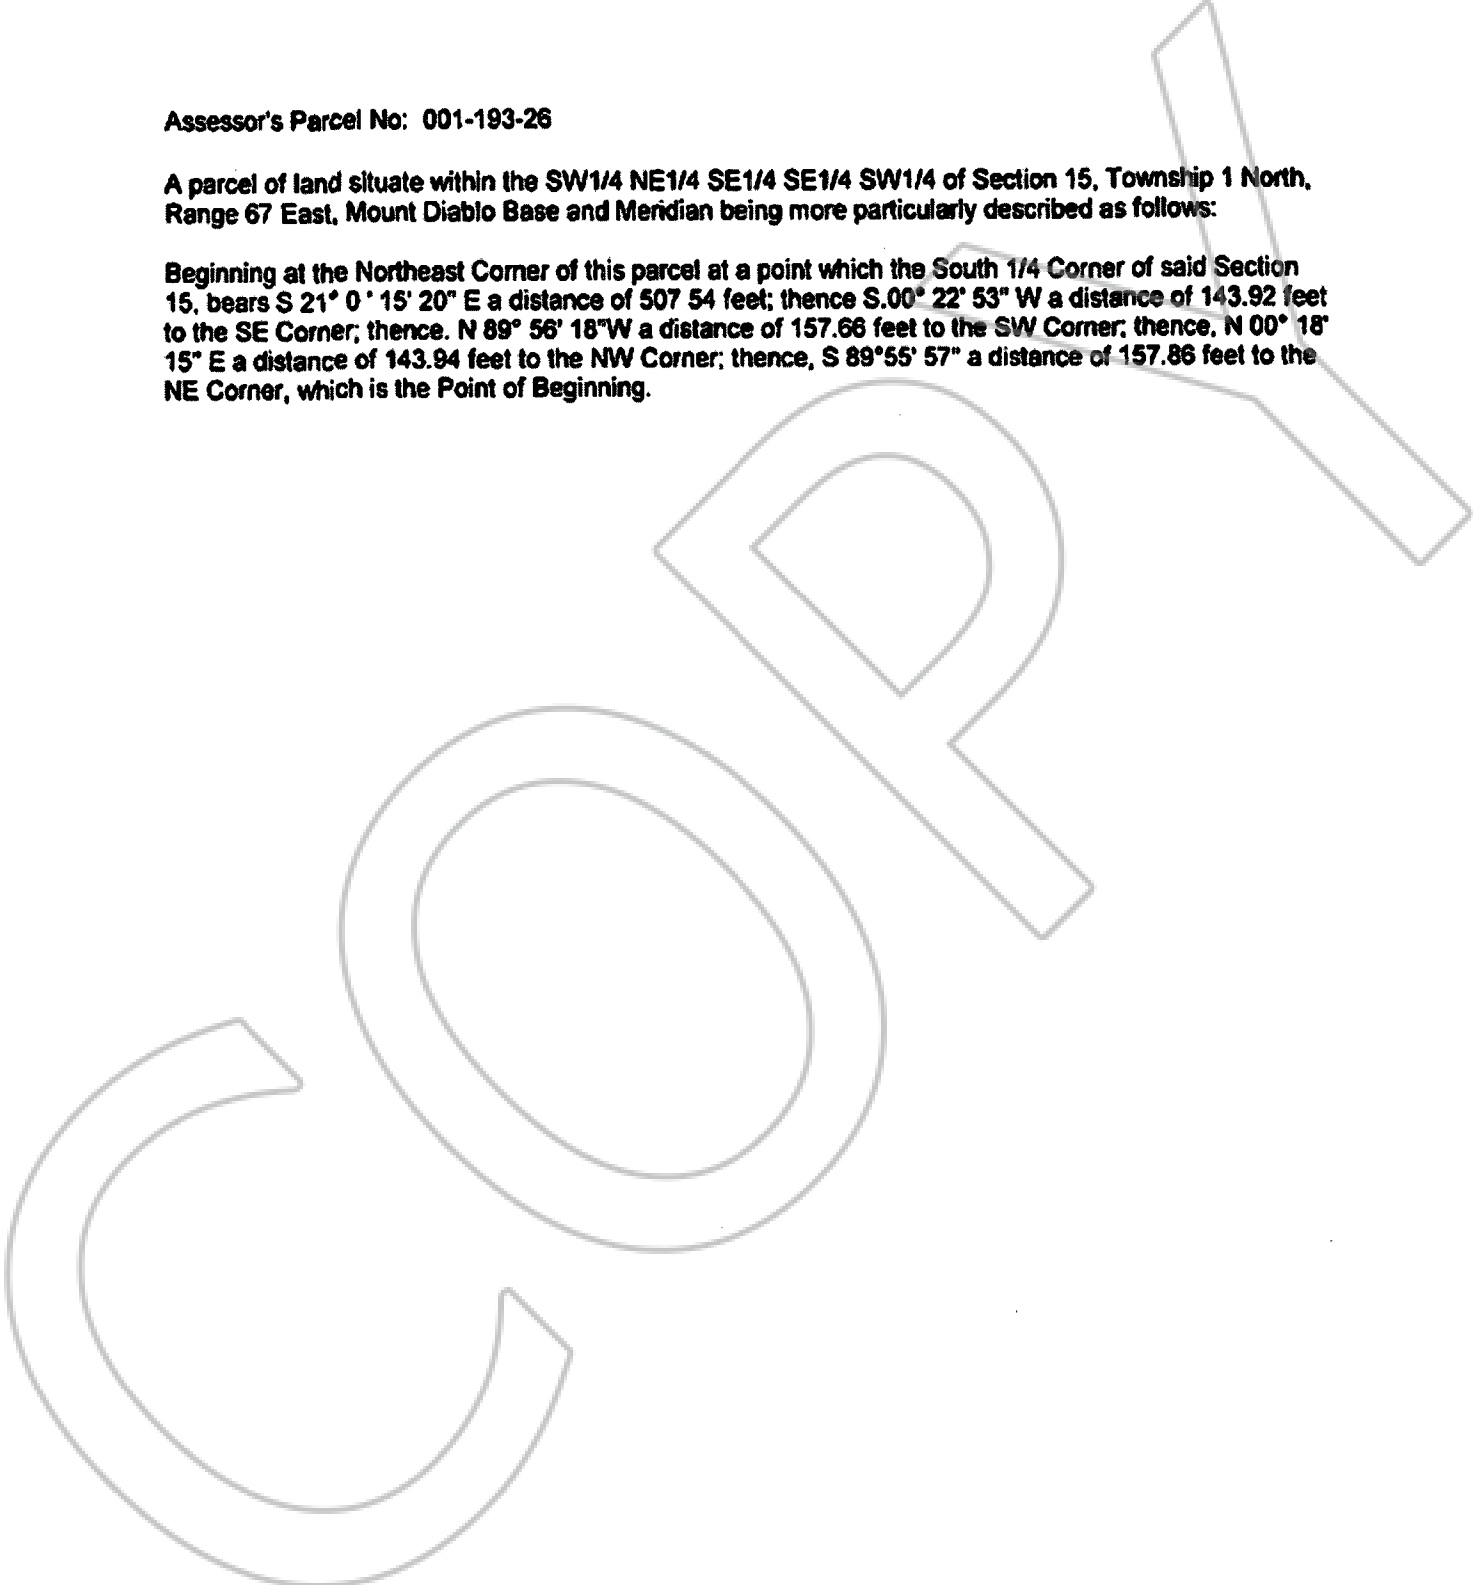 Assessor's Parcel No: 001-193-26
A parcel of land situate within the SW1/4 NE1/4 SE1/4 SE1/4 SW1/4 of Section 15, Township 1 North,
Range 67 East, Mount Diablo Base and Meridian being more particularly described as follows:
Beginning at the Northeast Corner of this parcel at a point which the South 1/4 Corner of said Section
15, bears S 21° 0 ' 15' 20" E a distance of 507 54 feet; thence S.00° 22' 53" W a distance of 143.92 feet
to the SE Corner; thence. N 89° 56' 18"W a distance of 157.66 feet to the SW Corner; thence, N 00° 18'
15" E a distance of 143.94 feet to the NW Corner; thence, S 89°55' 57" a distance of 157.86 feet to the
NE Corner, which is the Point of Beginning.
COPY